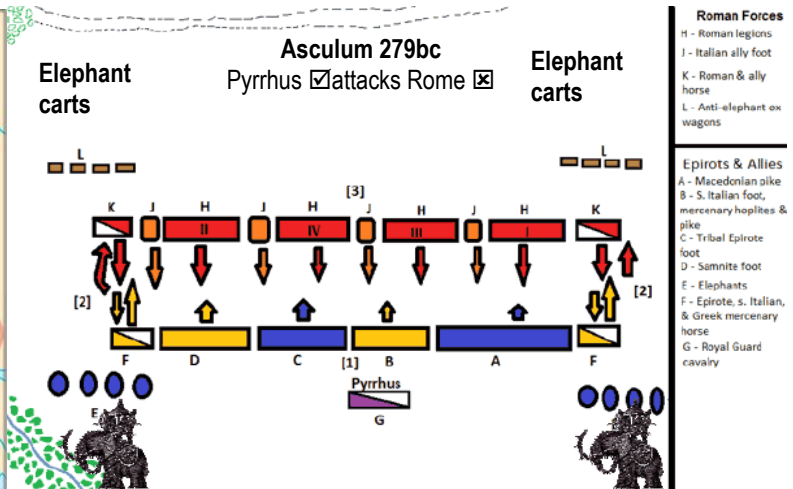 Asculum 279bc
Pyrrhus ☑attacks Rome ☒
Elephant
carts
Elephant
carts
L
L
K J H J H [3] J H J H K
II IV III I
[2] [2]
F D C [1] B A F
Pyrrhus
G
E
Roman Forces
H - Roman legions
J - Italian ally foot
K - Roman & ally
horse
L - Anti-elephant ox
wagons
Epirots & Allies
A - Macedonian pike
B - S. Italian foot,
mercenary hoplites &
pike
C - Tribal Epirote
foot
D - Samnite foot
E - Elephants
F - Epirote, s. Italian,
& Greek mercenary
horse
G - Royal Guard
cavalry